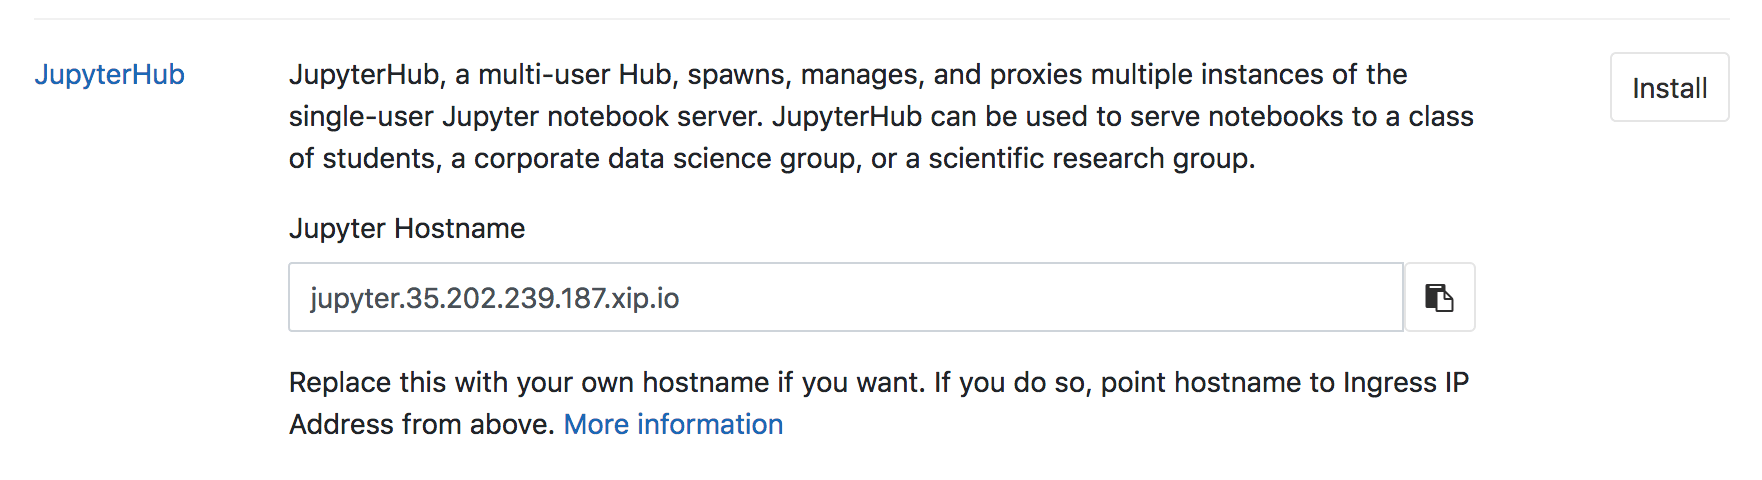 JupyterHub
JupyterHub, a multi-user Hub, spawns, manages, and proxies multiple instances of the
single-user Jupyter notebook server. JupyterHub can be used to serve notebooks to a class
of students, a corporate data science group, or a scientific research group.
Install
Jupyter Hostname
jupyter.35.202.239.187.xip.io
Replace this with your own hostname if you want. If you do so, point hostname to Ingress IP
Address from above. More information